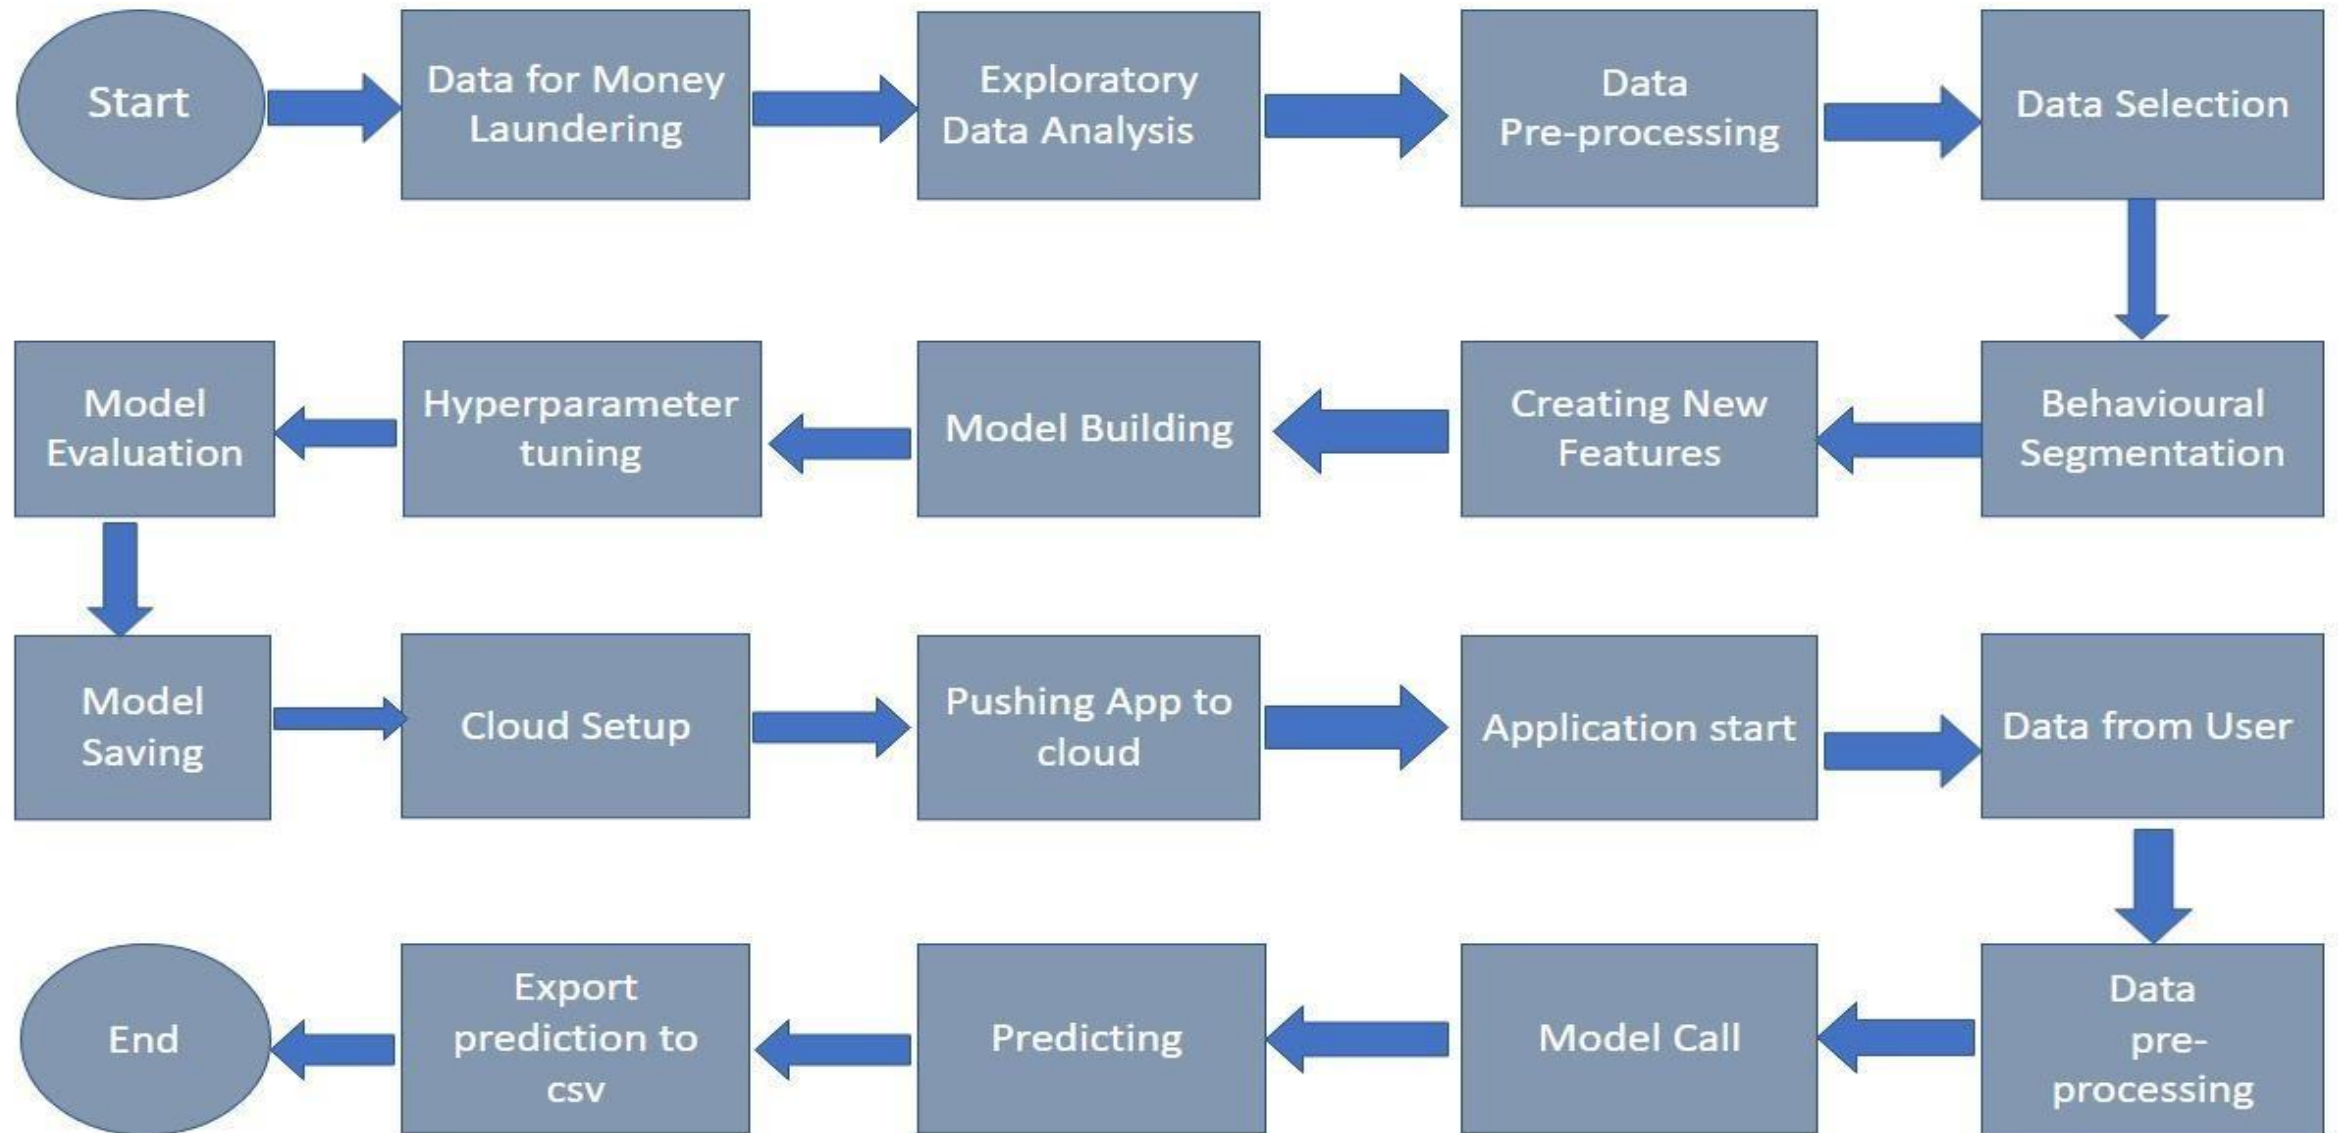 Start
Data for Money
Laundering
Exploratory
Data Analysis
Data
Pre-processing
Data Selection
Behavioural
Segmentation
Creating New
Features
Model Building
Hyperparameter
tuning
Model
Evaluation
Model
Saving
Cloud Setup
Pushing App to
cloud
Application start
Data from User
Data
pre-
processing
Model Call
Predicting
Export
prediction to
csv
End